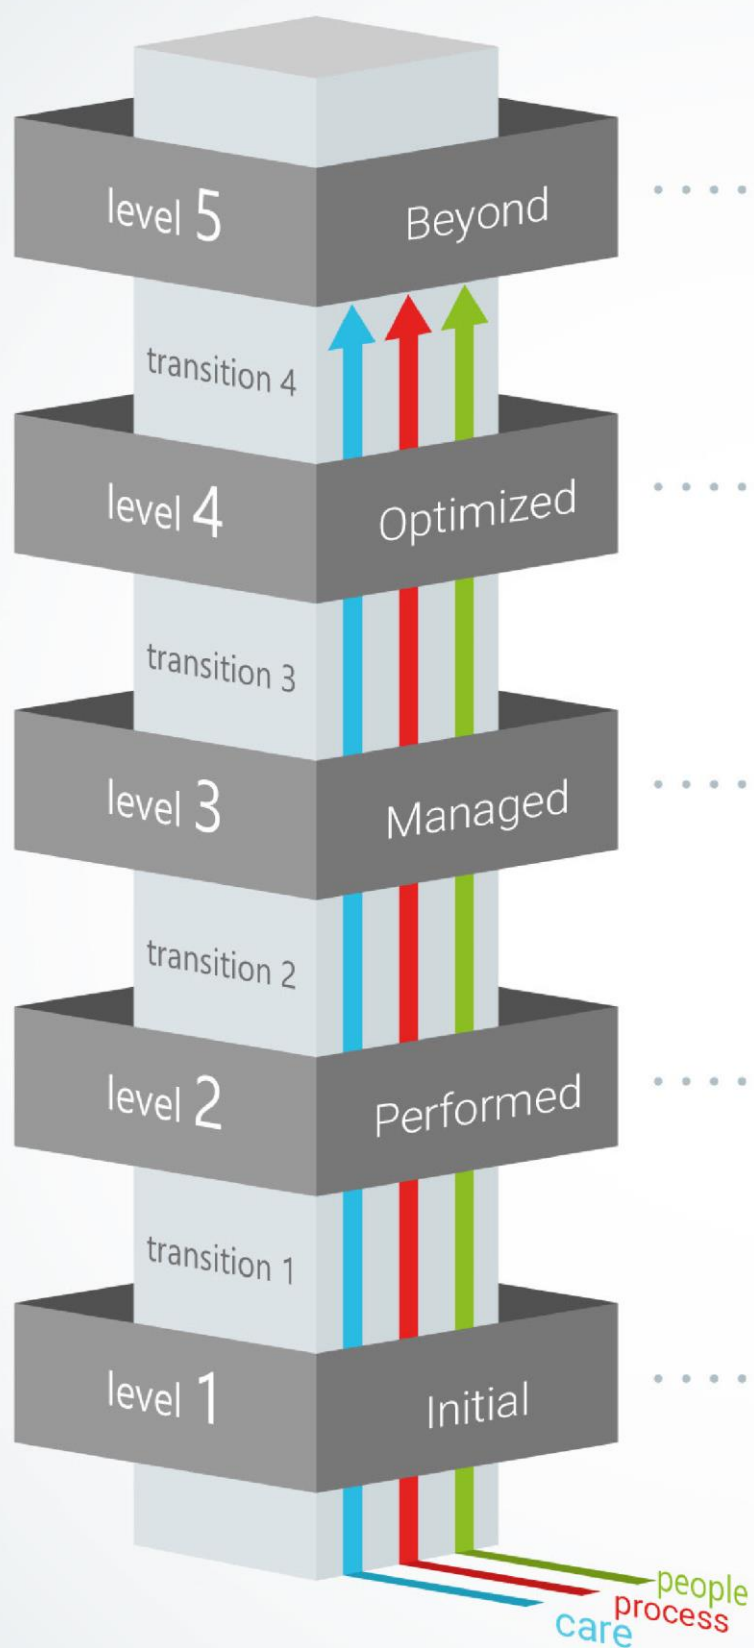 level 5 Beyond
transition 4
level 4 Optimized
transition 3
level 3 Managed
transition 2
level 2 Performed
transition 1
level 1 Initial
people
process
care